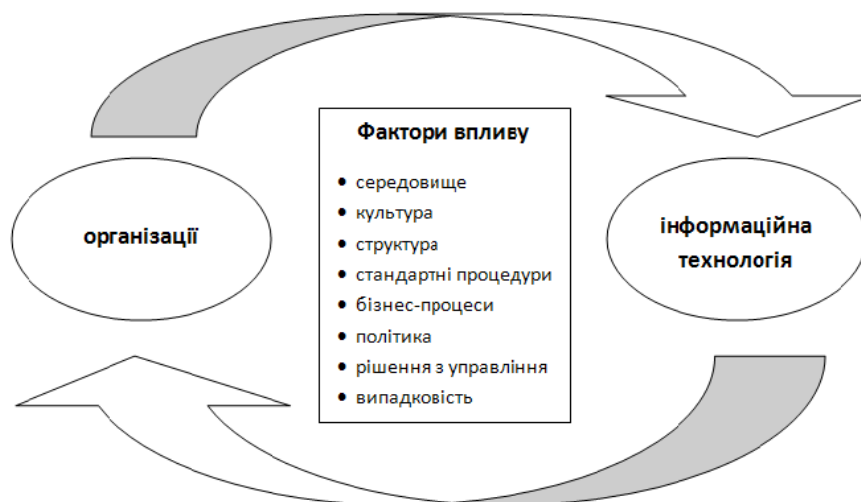 Фактори впливу
• середовище
• культура
• структура
• стандартні процедури
• бізнес-процеси
• політика
• рішення з управління
• випадковість
організації
інформаційна
технологія